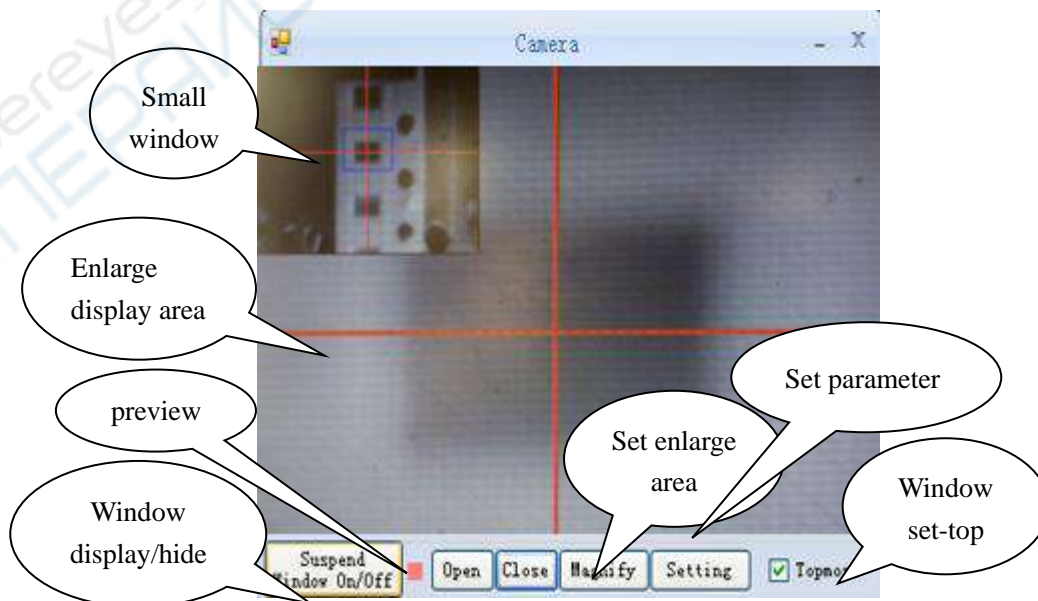 Camera
Small
window
Enlarge
display area
preview
Window
display/hide
Set enlarge
area
Set parameter
Window
set-top
Suspend
Window On/Off
Open
Close
Magnify
Setting